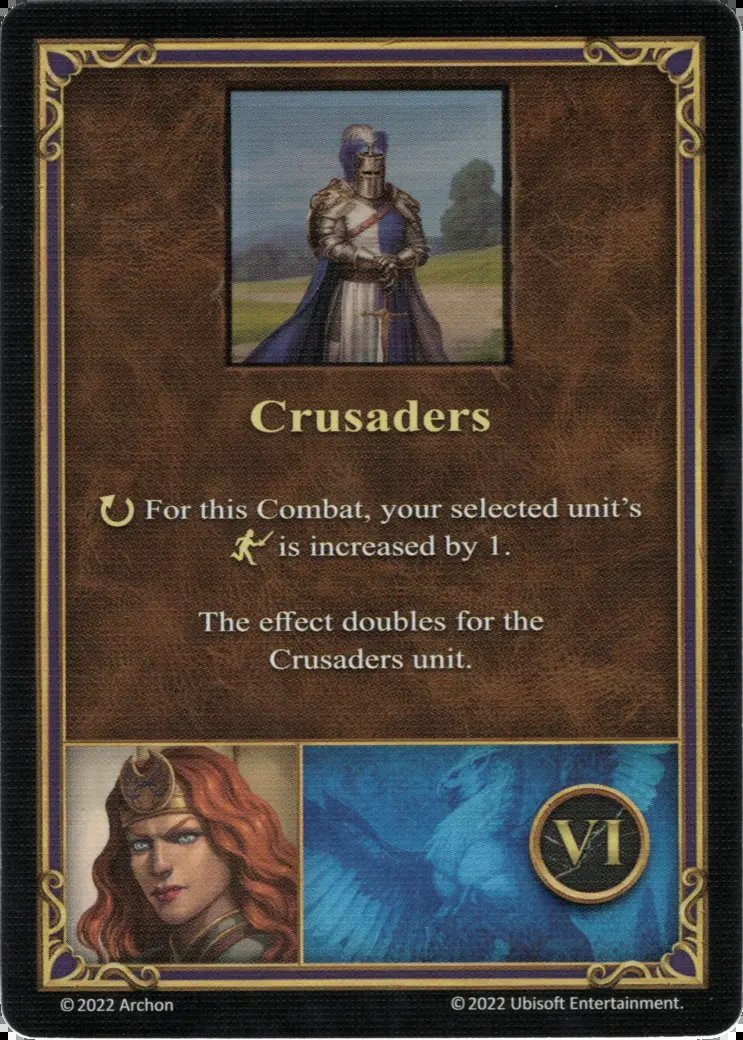 Crusaders
For this Combat, your selected unit's
is increased by 1.
The effect doubles for the
Crusaders unit.
VI
© 2022 Archon
© 2022 Ubisoft Entertainment.